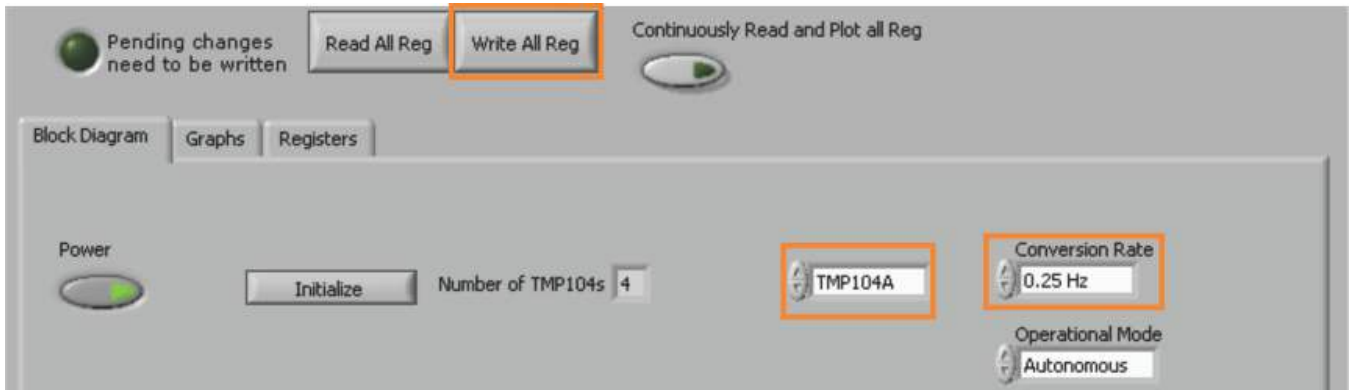 Pending changes
need to be written
Read All Reg
Write All Reg
Continuously Read and Plot all Reg
Block Diagram
Graphs
Registers
Power
Initialize
Number of TMP104s 4
TMP104A
Conversion Rate
0.25 Hz
Operational Mode
Autonomous